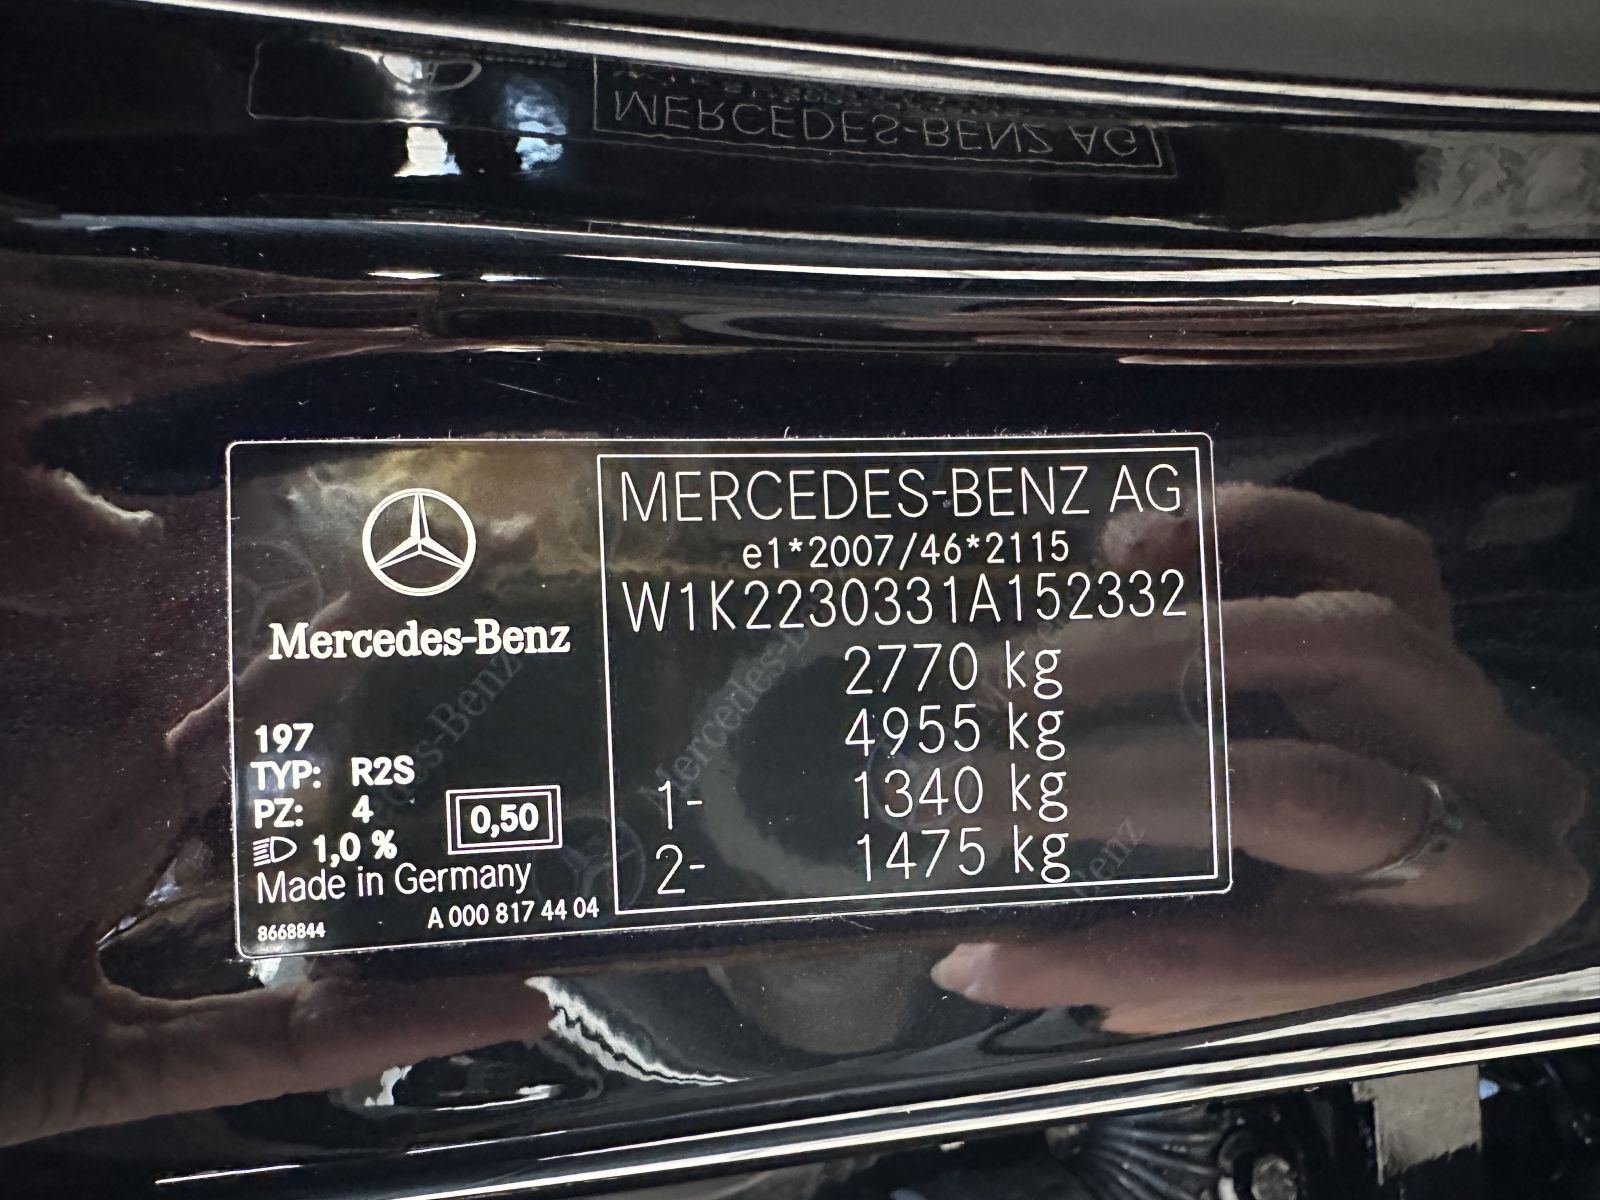 MERCEDES-BENZ AG
Mercedes-Benz
197
TYP: R2S
PZ: 4
1,0 %
0,50
Made in Germany
8668844
A 000 817 44 04
MERCEDES-BENZ AG
e1*2007/46*2115
W1K2230331A152332
2770 kg
4955 kg
1- 1340 kg
2- 1475 kg